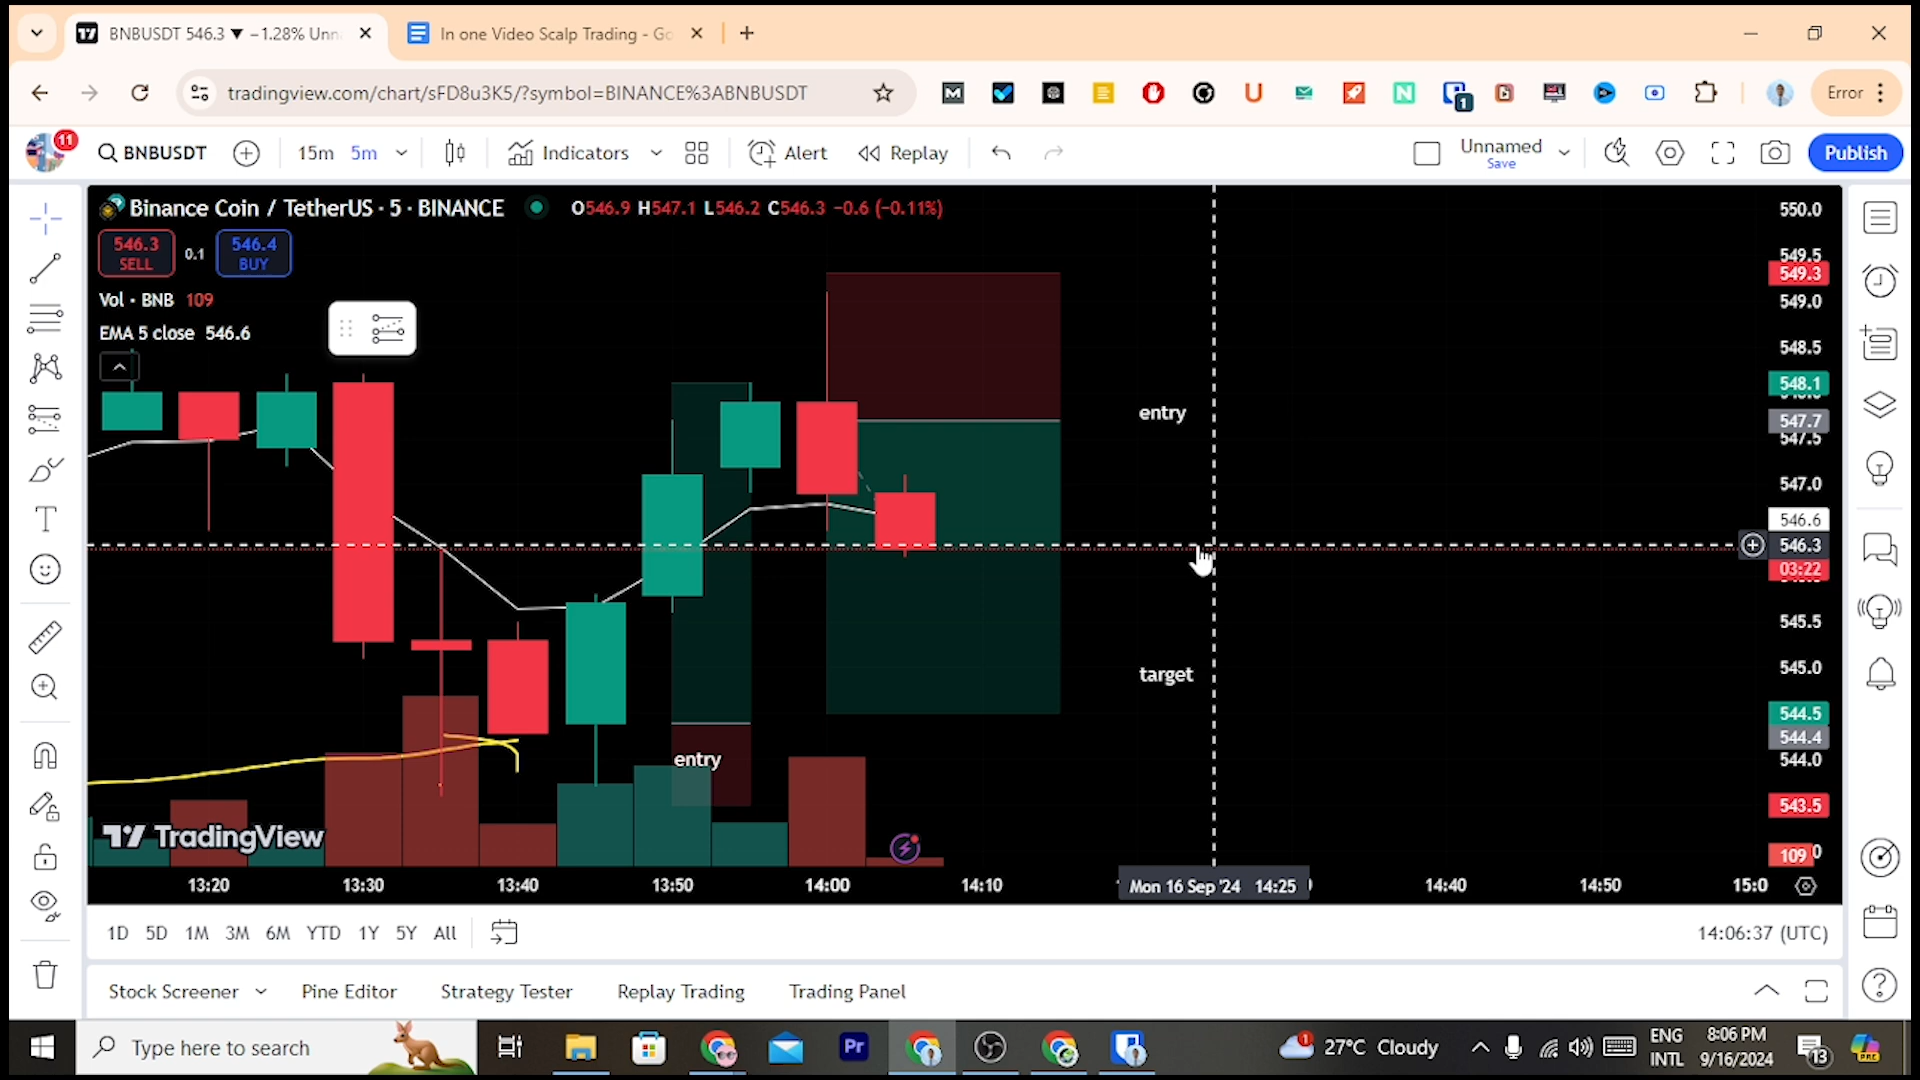 BNBUSDT 546.3 ▼ −1.28% Unn
In one Video Scalp Trading - Go
tradingview.com/chart/sFD8u3K5/?symbol=BINANCE%3ABNBUSDT
1
Error
11
BNBUSDT
15m 5m
Indicators
Alert
Replay
Unnamed
Save
Publish
Binance Coin / TetherUS · 5 · BINANCE
O546.9 H547.1 L546.2 C546.3 −0.6 (−0.11%)
546.3
SELL
0.1
546.4
BUY
Vol · BNB 109
EMA 5 close 546.6
entry
target
entry
550.0
549.5
549.3
549.0
548.5
548.1
547.7
547.5
547.0
546.6
546.3
03:22
545.5
545.0
544.5
544.4
544.0
543.5
109
TradingView
13:20 13:30 13:40 13:50 14:00 14:10 Mon 16 Sep '24 14:25 14:40 14:50 15:0
1D 5D 1M 3M 6M YTD 1Y 5Y All
14:06:37 (UTC)
Stock Screener Pine Editor Strategy Tester Replay Trading Trading Panel
Type here to search
Pr
1
27°C Cloudy
ENG
INTL
8:06 PM
9/16/2024
13
PRE